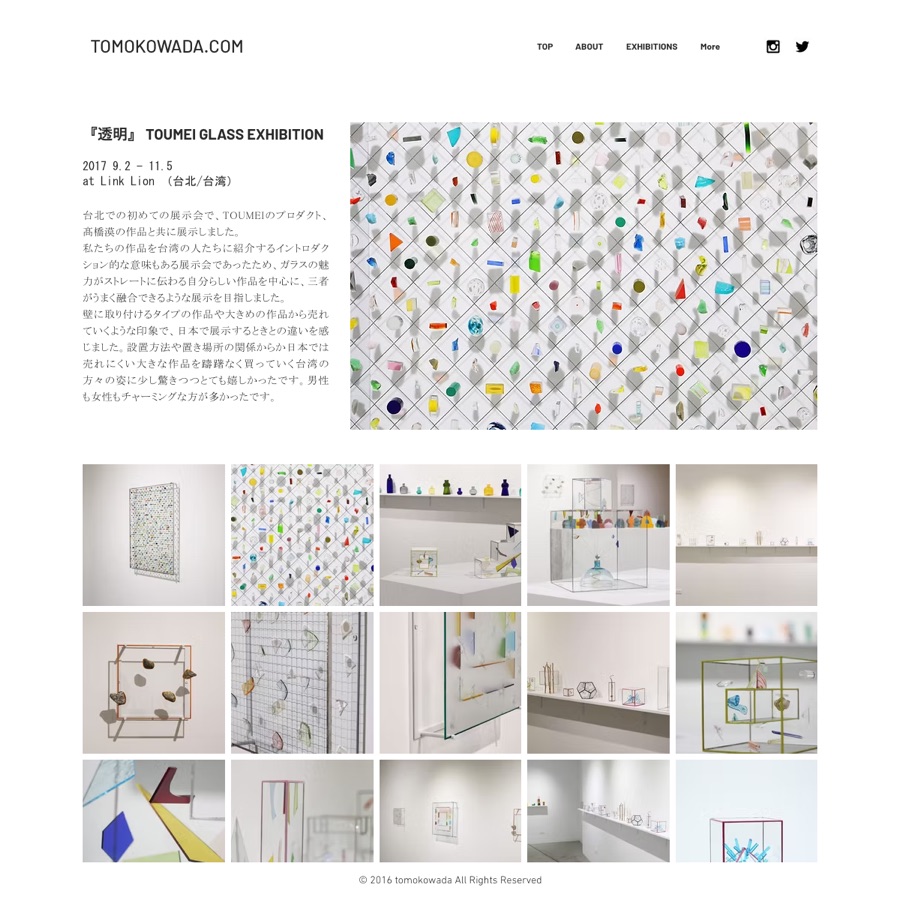 TOMOKOWADA.COM
TOP ABOUT EXHIBITIONS More
『透明』 TOUMEI GLASS EXHIBITION
2017 9.2 - 11.5
at Link Lion （台北/台湾）
台北での初めての展示会で、TOUMEIのプロダクト、
髙橋漠の作品と共に展示しました。
私たちの作品を台湾の人たちに紹介するイントロダク
ション的な意味もある展示会であったため、ガラスの魅
力がストレートに伝わる自分らしい作品を中心に、三者
がうまく融合できるような展示を目指しました。
壁に取り付けるタイプの作品や大きめの作品から売れ
ていくような印象で、日本で展示するときとの違いを感
じました。設置方法や置き場所の関係からか日本では
売れにくい大きな作品を躊躇なく買っていく台湾の
方々の姿に少し驚きつつとても嬉しかったです。男性
も女性もチャーミングな方が多かったです。
© 2016 tomokowada All Rights Reserved